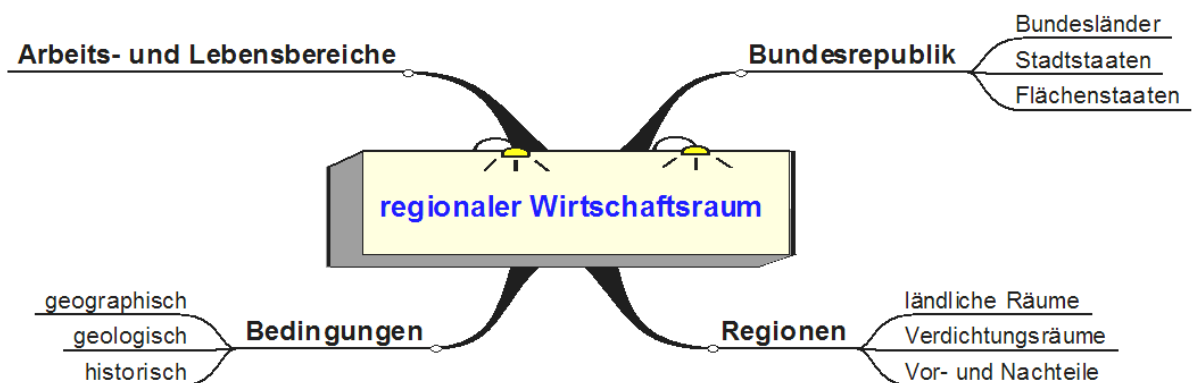 Arbeits- und Lebensbereiche
Bundesrepublik
Bundesländer
Stadtstaaten
Flächenstaaten
regionaler Wirtschaftsraum
geographisch
geologisch
historisch
Bedingungen
Regionen
ländliche Räume
Verdichtungsräume
Vor- und Nachteile